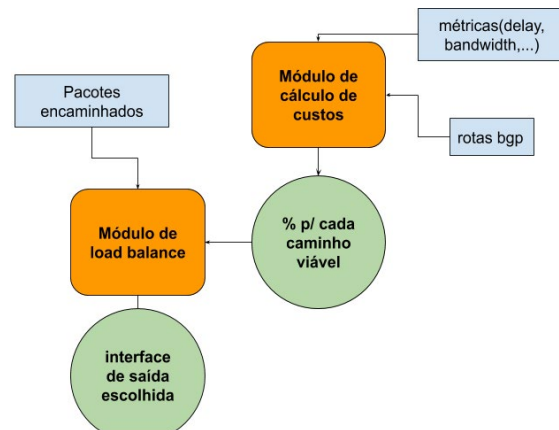 métricas(delay,
bandwidth,...)
Módulo de
cálculo de
custos
Pacotes
encaminhados
rotas bgp
% p/ cada
caminho
viável
Módulo de
load balance
interface
de saída
escolhida